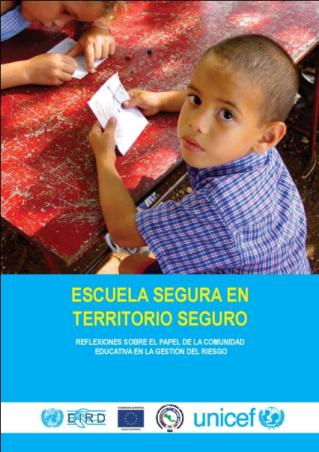 ESCUELA SEGURA EN
TERRITORIO SEGURO
REFLEXIONES SOBRE EL PAPEL DE LA COMUNIDAD
EDUCATIVA EN LA GESTIÓN DEL RIESGO
EIRD
unicef